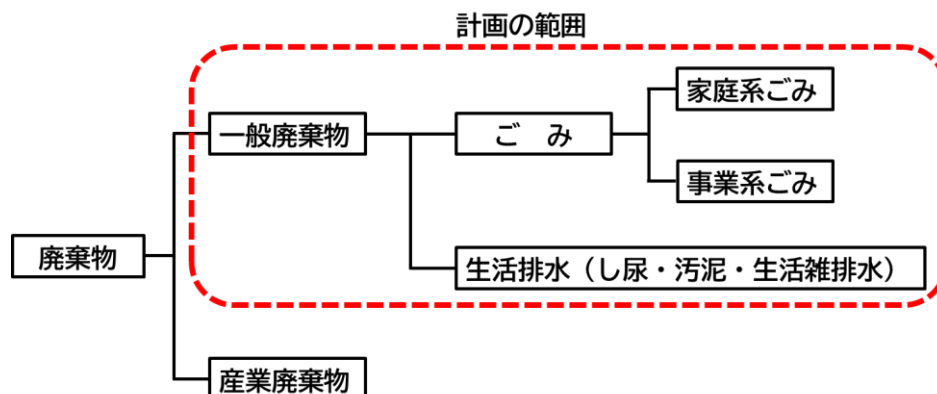 計画の範囲
家庭系ごみ
一般廃棄物
ご　み
事業系ごみ
廃棄物
生活排水（し尿・汚泥・生活雑排水）
産業廃棄物